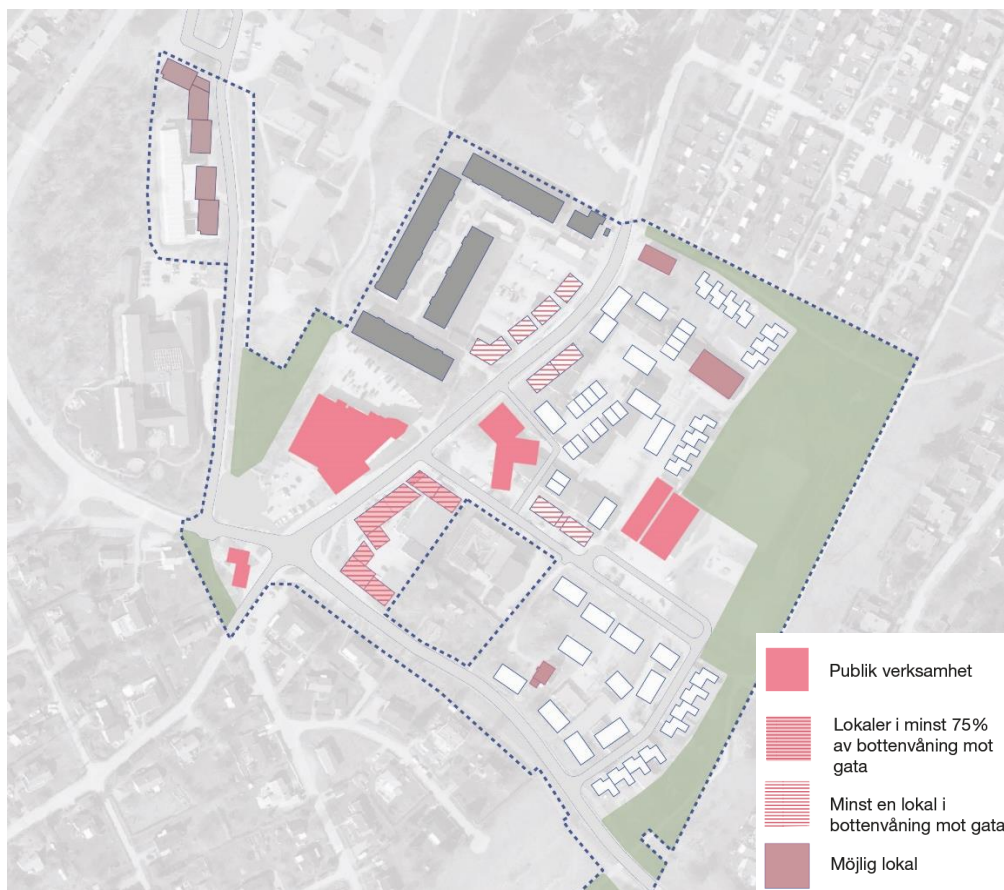 Publik verksamhet
Lokaler i minst 75%
av bottenvåning mot
gata
Minst en lokal i
bottenvåning mot gata
Möjlig lokal